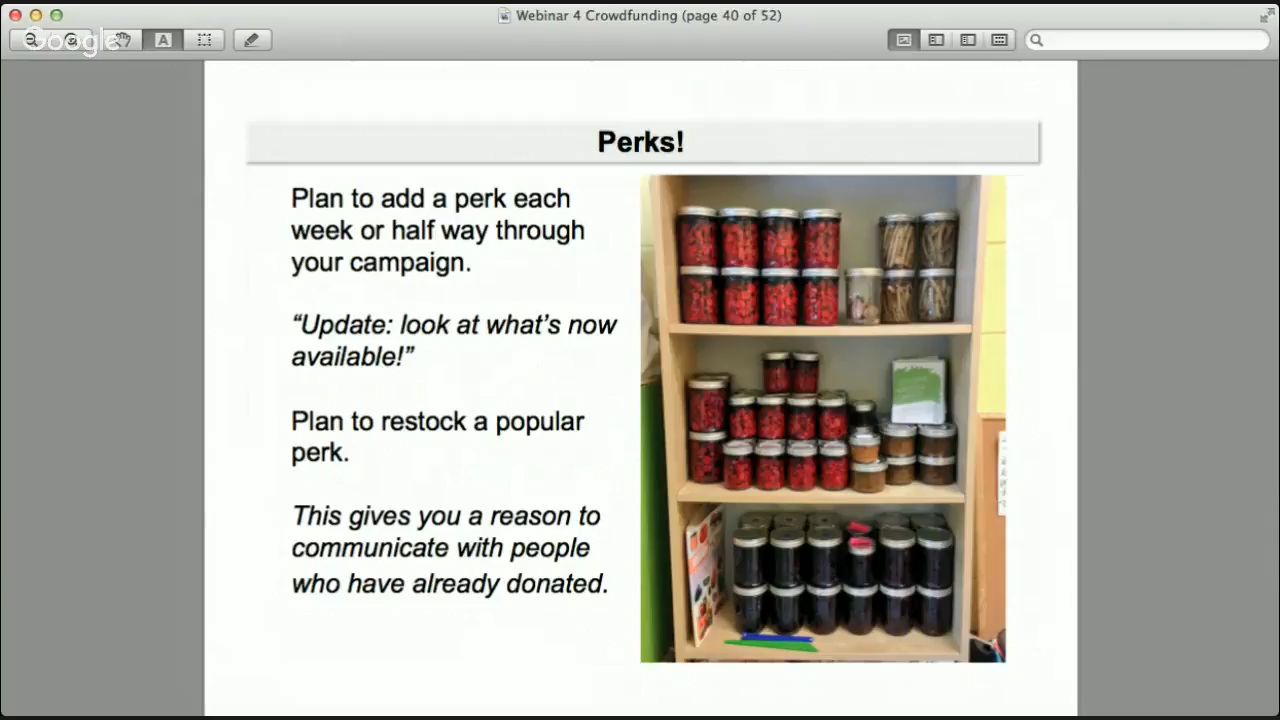 Webinar 4 Crowdfunding (page 40 of 52)
Google
A
Perks!
Plan to add a perk each
week or half way through
your campaign.
“Update: look at what’s now
available!”
Plan to restock a popular
perk.
This gives you a reason to
communicate with people
who have already donated.